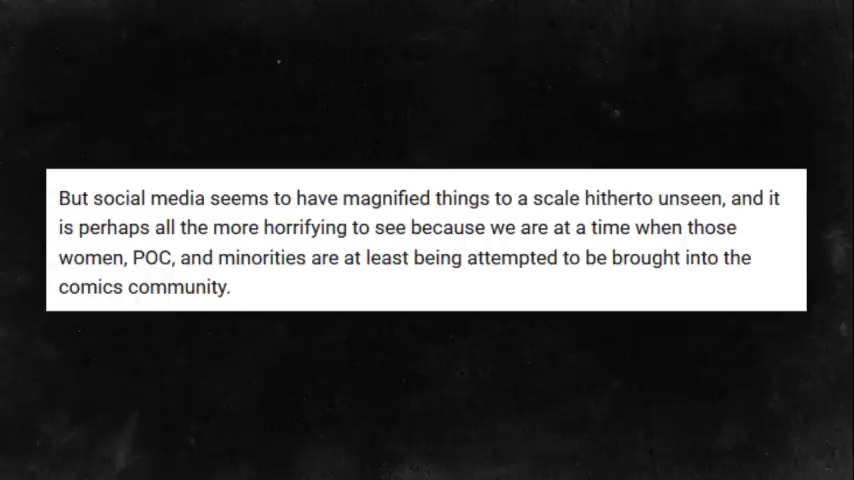 But social media seems to have magnified things to a scale hitherto unseen, and it
is perhaps all the more horrifying to see because we are at a time when those
women, POC, and minorities are at least being attempted to be brought into the
comics community.